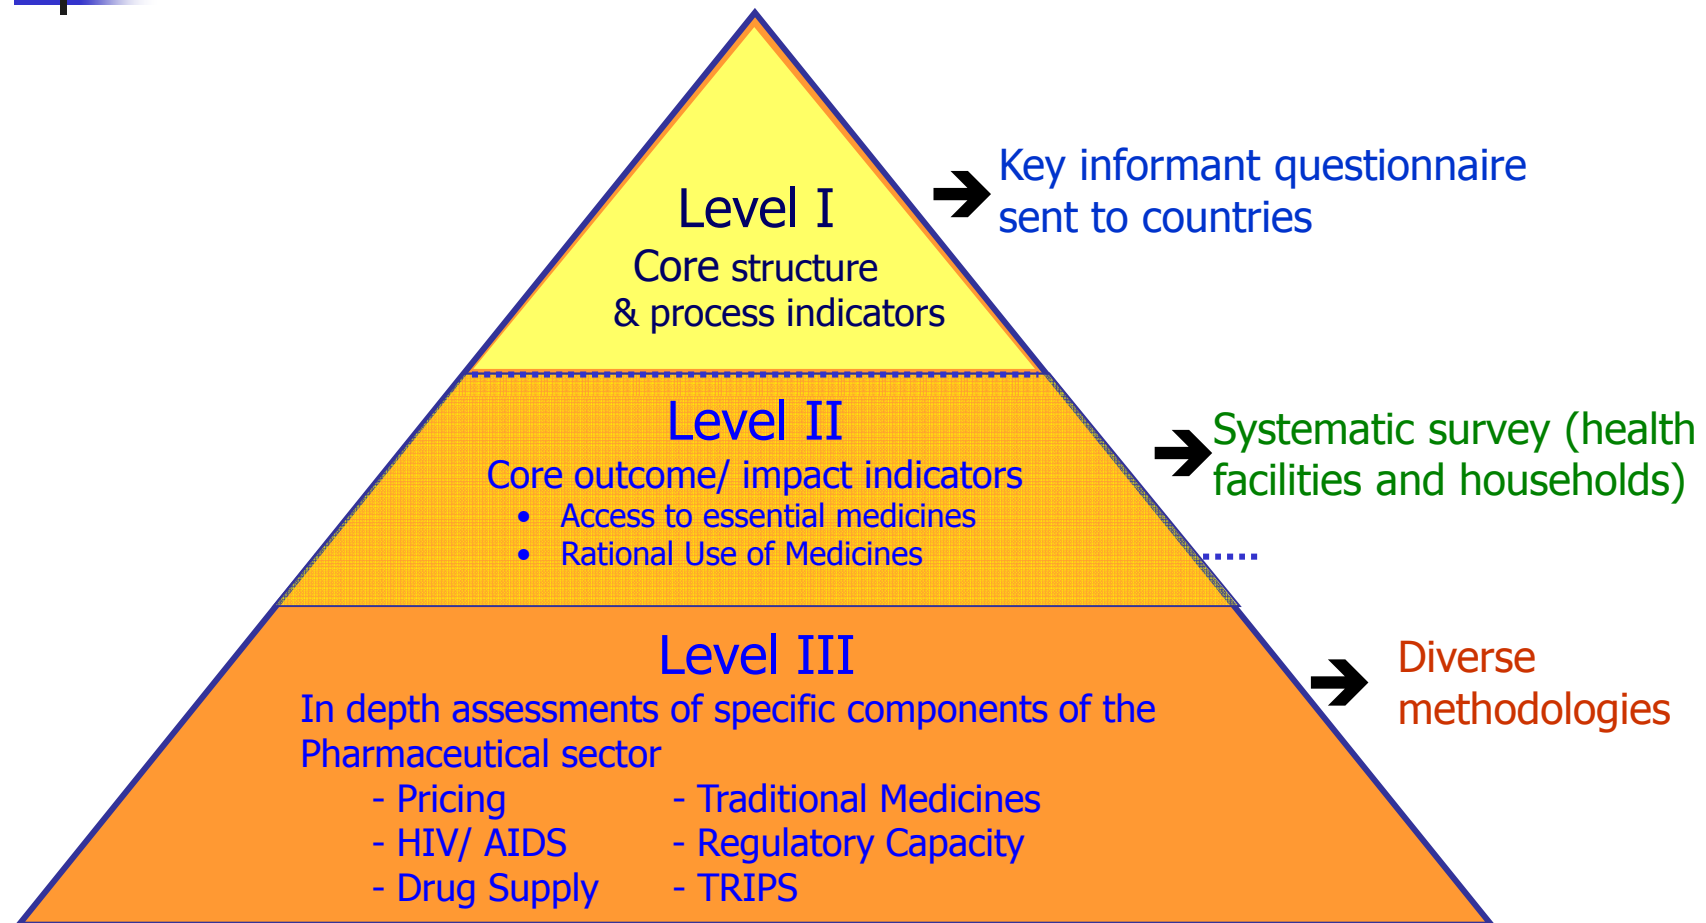 Level I
Core structure
& process indicators
Key informant questionnaire
sent to countries
Level II
Core outcome/ impact indicators
• Access to essential medicines
• Rational Use of Medicines
Systematic survey (health
facilities and households)
Level III
In depth assessments of specific components of the
Pharmaceutical sector
- Pricing - Traditional Medicines
- HIV/ AIDS - Regulatory Capacity
- Drug Supply - TRIPS
Diverse
methodologies